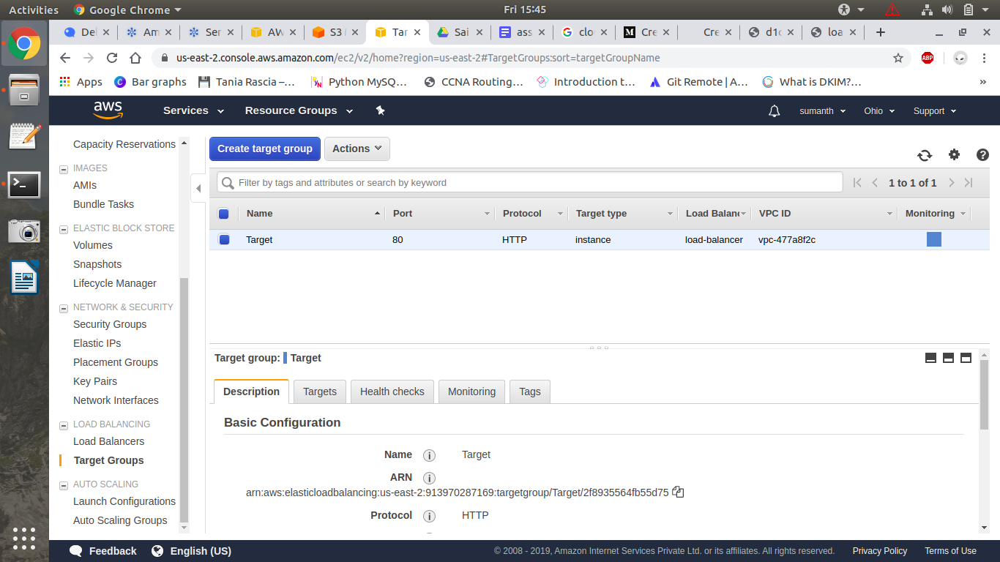 Activities Google Chrome Fri 15:45
Del Am Ser AW S3 Tar Sai ass clo Cre Cre d1c loa
us-east-2.console.aws.amazon.com/ec2/v2/home?region=us-east-2#TargetGroups:sort=targetGroupName ABP
Apps Bar graphs Tania Rascia –... Python MySQ... CCNA Routing... Introduction t... Git Remote | A... What is DKIM?... »
aws Services Resource Groups sumanth Ohio Support
Capacity Reservations
IMAGES
AMIs
Bundle Tasks
ELASTIC BLOCK STORE
Volumes
Snapshots
Lifecycle Manager
NETWORK & SECURITY
Security Groups
Elastic IPs
Placement Groups
Key Pairs
Network Interfaces
LOAD BALANCING
Load Balancers
Target Groups
AUTO SCALING
Launch Configurations
Auto Scaling Groups
Create target group Actions
Filter by tags and attributes or search by keyword 1 to 1 of 1
Name Port Protocol Target type Load Balanc VPC ID Monitoring
Target 80 HTTP instance load-balancer vpc-477a8f2c
Target group: Target
Description Targets Health checks Monitoring Tags
Basic Configuration
Name Target
ARN
arn:aws:elasticloadbalancing:us-east-2:913970287169:targetgroup/Target/2f8935564fb55d75
Protocol HTTP
Feedback English (US) © 2008 - 2019, Amazon Internet Services Private Ltd. or its affiliates. All rights reserved. Privacy Policy Terms of Use